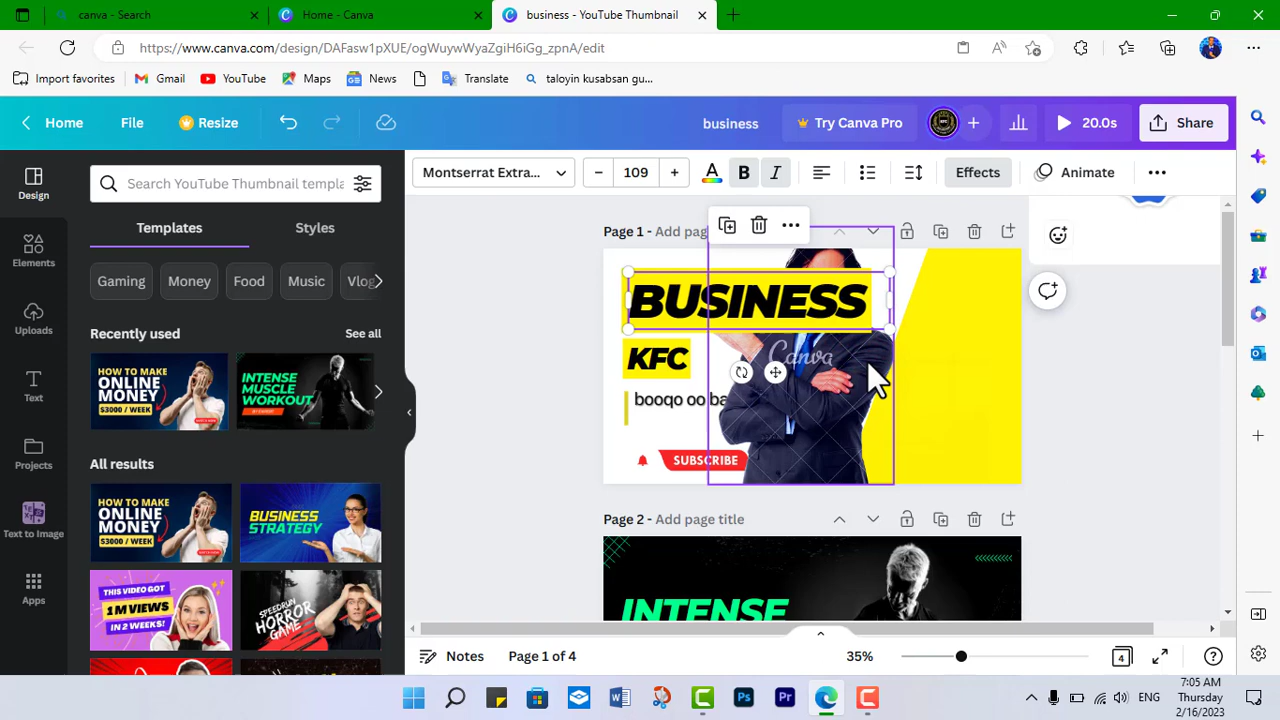 canva - Search
Home - Canva
business - YouTube Thumbnail
https://www.canva.com/design/DAFasw1pXUE/ogWuywWyaZgiH6iGg_zpnA/edit
Import favorites
Gmail
YouTube
Maps
News
Translate
taloyin kusabsan gu...
Home
File
Resize
business
Try Canva Pro
20.0s
Share
Design
Elements
Uploads
Text
Projects
Text to Image
Apps
Search YouTube Thumbnail templa
Templates
Styles
Gaming
Money
Food
Music
Vlog
Recently used
See all
HOW TO MAKE
ONLINE
MONEY
$3000 / WEEK
INTENSE
MUSCLE
WORKOUT
All results
HOW TO MAKE
ONLINE
MONEY
$3000 / WEEK
BUSINESS
STRATEGY
THIS VIDEO GOT
1M VIEWS
IN 2 WEEKS!
SPEEDRUN
HORROR
GAME
Montserrat Extra...
109
A
B
I
Effects
Animate
Page 1 - Add pag
BUSINESS
KFC
Canva
booqo oo ba
SUBSCRIBE
Page 2 - Add page title
INTENSE
Notes
Page 1 of 4
35%
4
W
Ps
Pr
ENG
7:05 AM
Thursday
2/16/2023